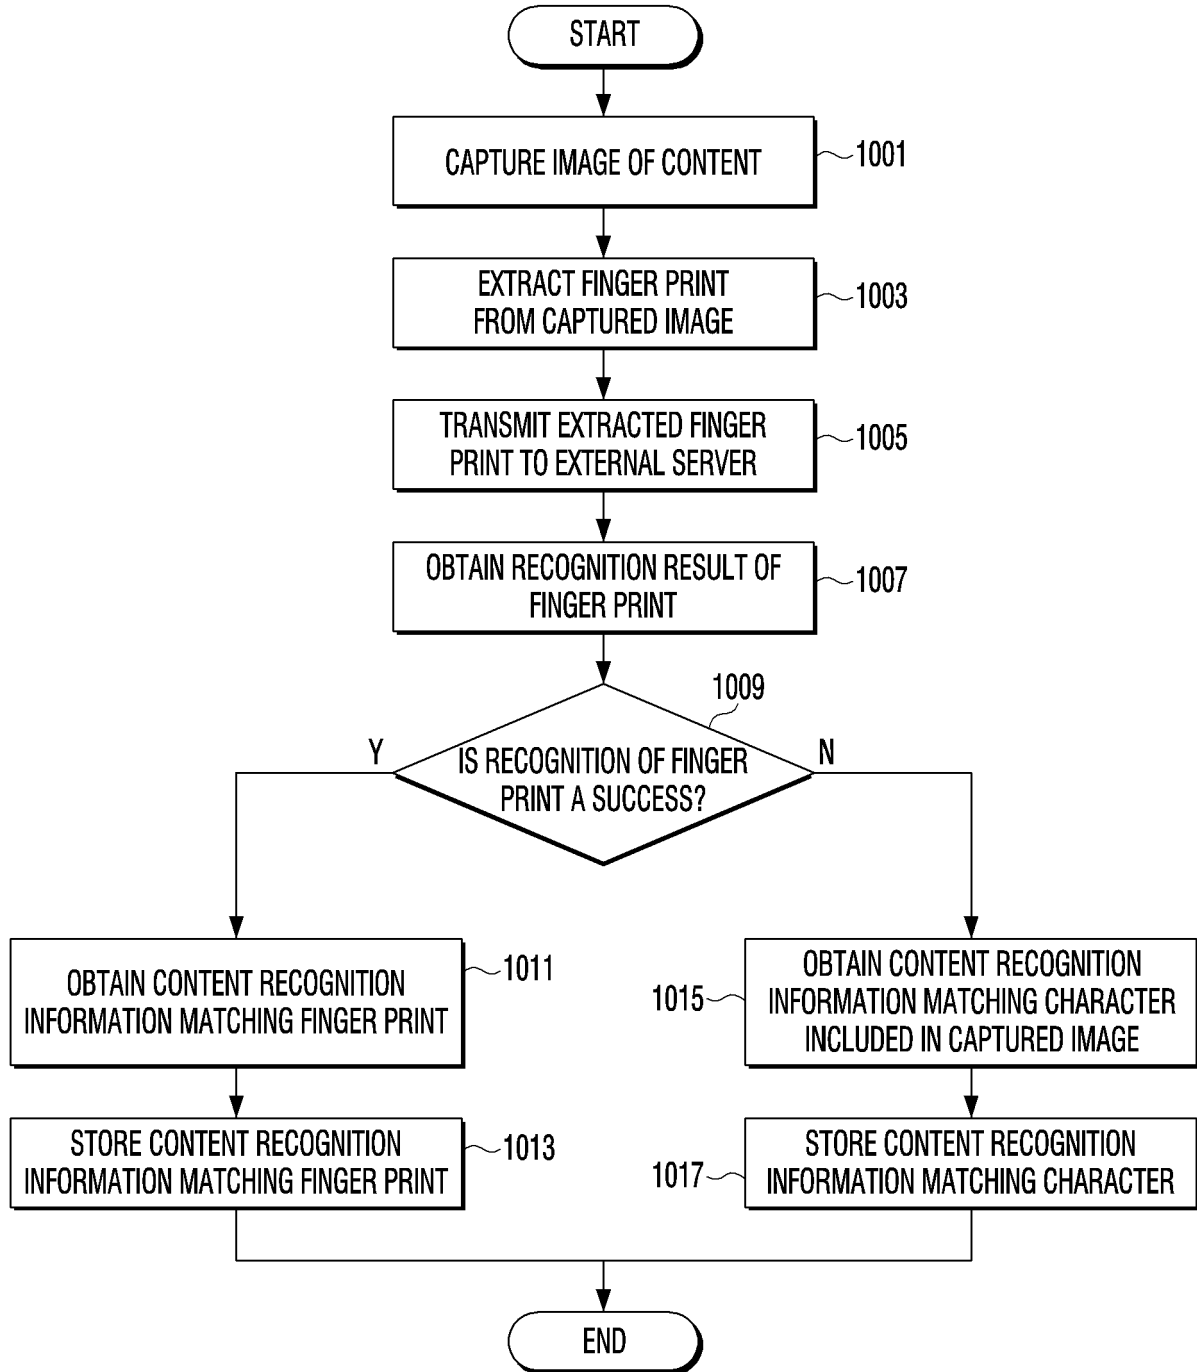 START
CAPTURE IMAGE OF CONTENT
1001
EXTRACT FINGER PRINT
FROM CAPTURED IMAGE
1003
TRANSMIT EXTRACTED FINGER
PRINT TO EXTERNAL SERVER
1005
OBTAIN RECOGNITION RESULT OF
FINGER PRINT
1007
1009
Y
IS RECOGNITION OF FINGER
PRINT A SUCCESS?
N
OBTAIN CONTENT RECOGNITION
INFORMATION MATCHING FINGER PRINT
1011
1015
OBTAIN CONTENT RECOGNITION
INFORMATION MATCHING CHARACTER
INCLUDED IN CAPTURED IMAGE
STORE CONTENT RECOGNITION
INFORMATION MATCHING FINGER PRINT
1013
1017
STORE CONTENT RECOGNITION
INFORMATION MATCHING CHARACTER
END